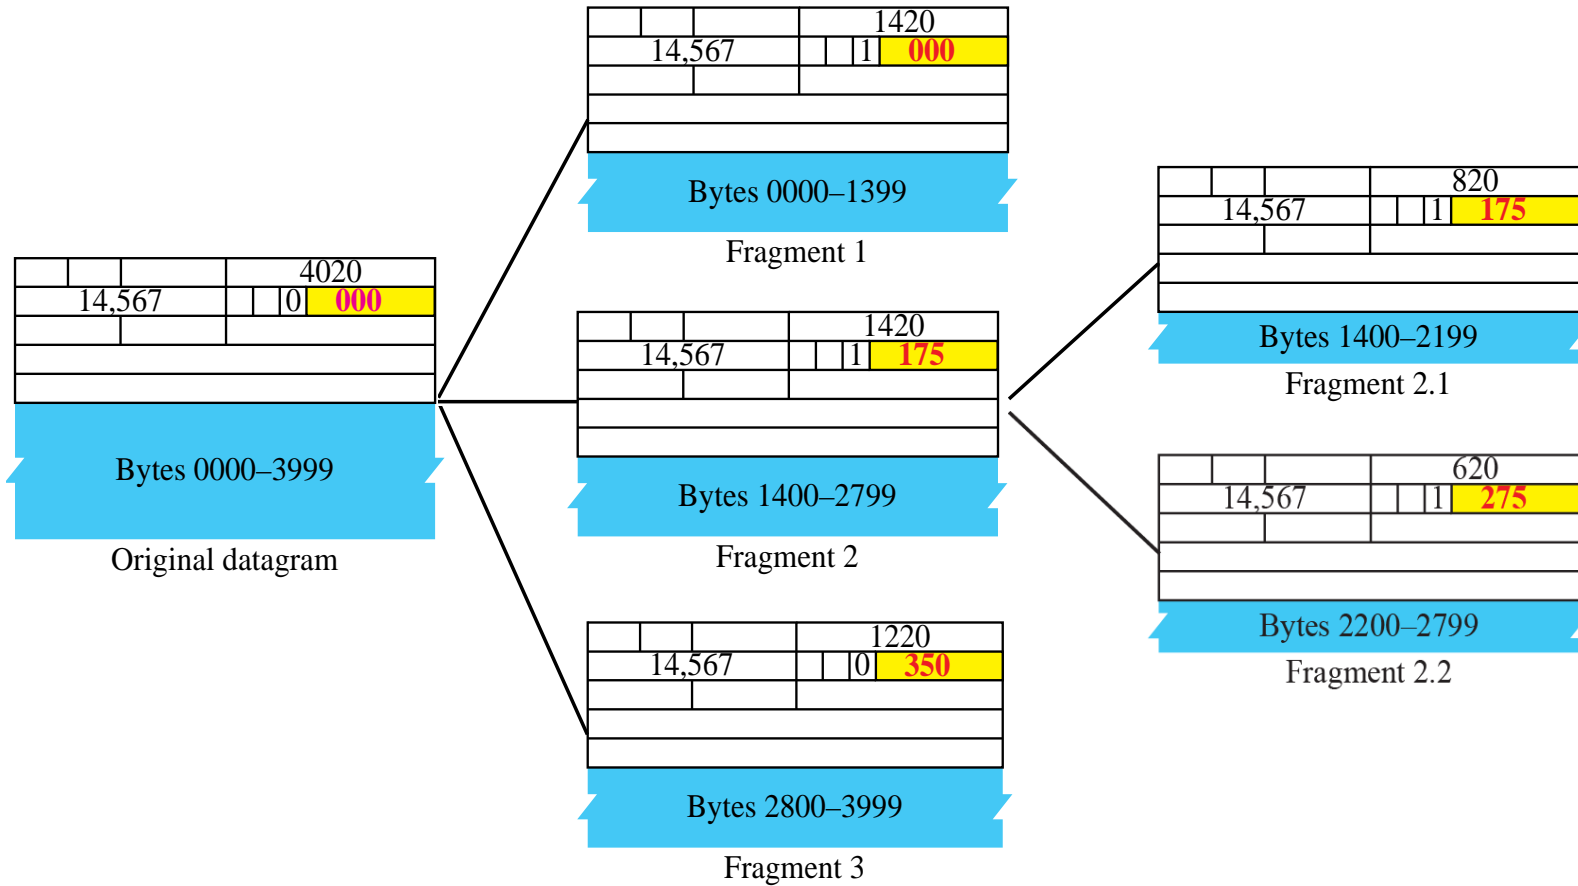 4020
14,567 0 000
Bytes 0000–3999
Original datagram
1420
14,567 1 000
Bytes 0000–1399
Fragment 1
1420
14,567 1 175
Bytes 1400–2799
Fragment 2
1220
14,567 0 350
Bytes 2800–3999
Fragment 3
820
14,567 1 175
Bytes 1400–2199
Fragment 2.1
620
14,567 1 275
Bytes 2200–2799
Fragment 2.2